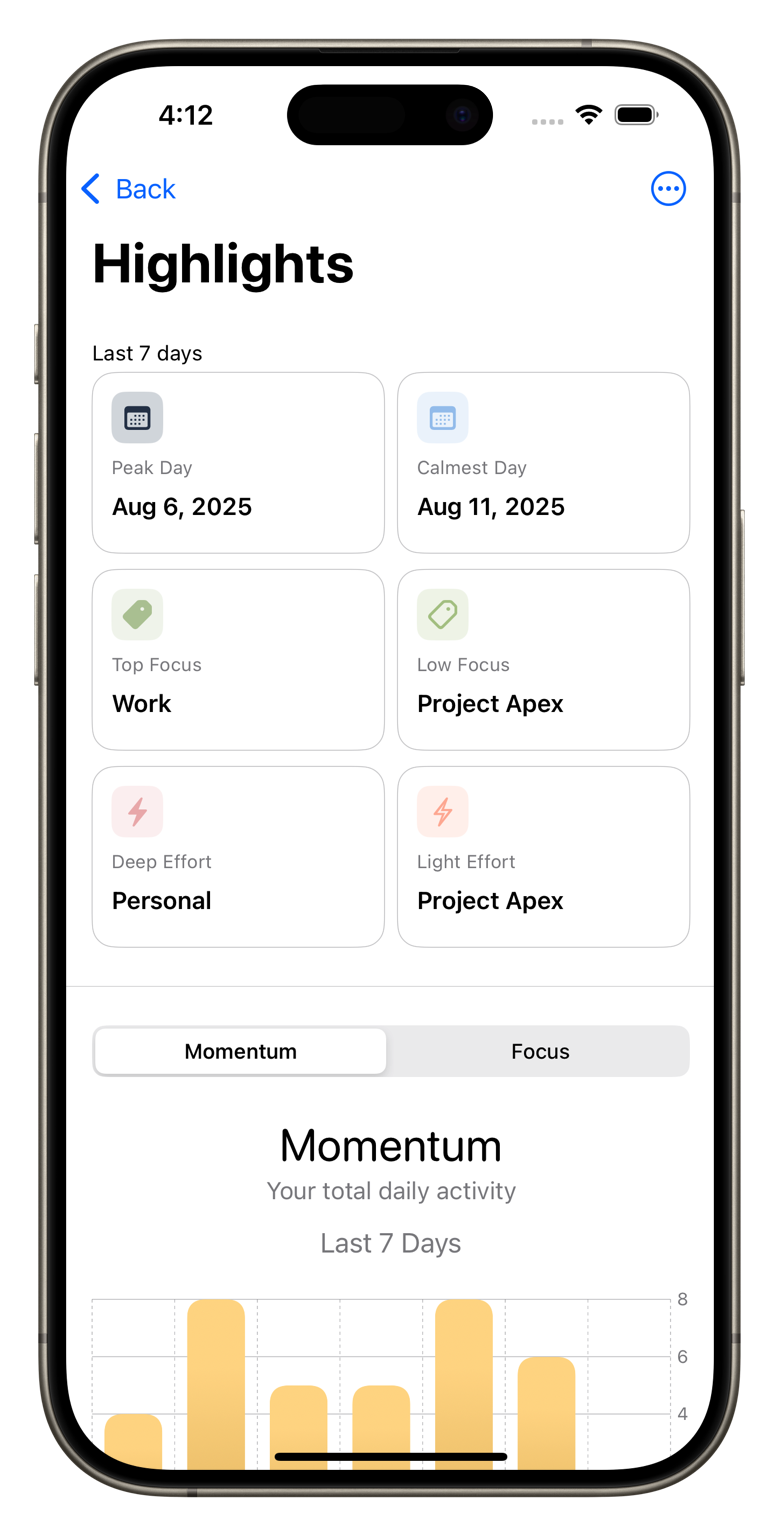 4:12
Back
Highlights
Last 7 days
Peak Day
Aug 6, 2025
Calmest Day
Aug 11, 2025
Top Focus
Work
Low Focus
Project Apex
Deep Effort
Personal
Light Effort
Project Apex
Momentum
Focus
Momentum
Your total daily activity
Last 7 Days
8
6
4